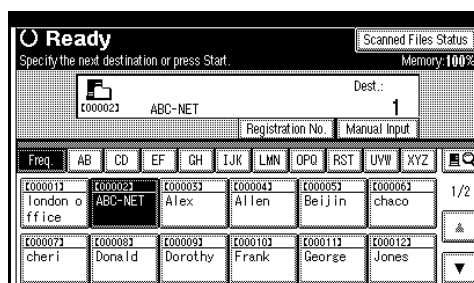 Ready
Scanned Files Status
Specify the next destination or press Start.
Memory:100%
Dest.:
[00002] ABC-NET
1
Registration No. Manual Input
Freq. AB CD EF GH IJK LMN OPQ RST UVW XYZ
[00001] [00002] [00003] [00004] [00005] [00006]
london o ABC-NET Alex Allen Beijin chaco
ffice
1/2
[00007] [00008] [00009] [00010] [00011] [00012]
cheri Donald Dorothy Frank George Jones